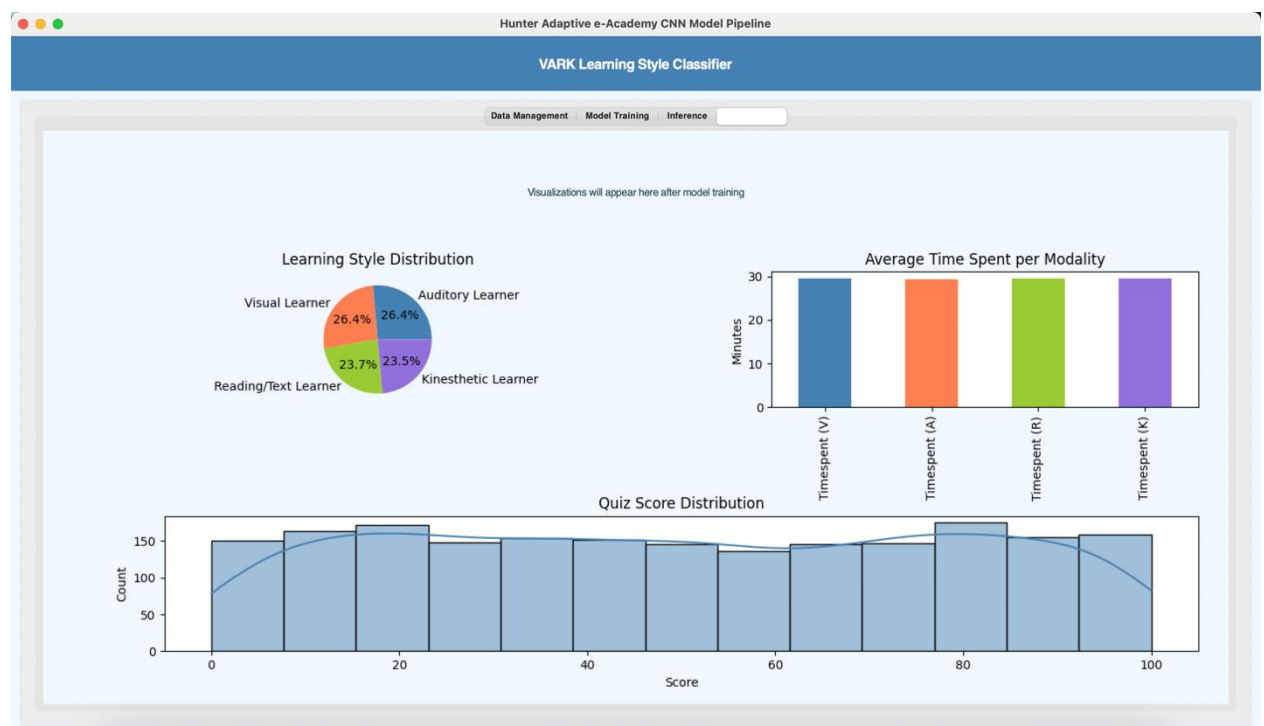 Hunter Adaptive e-Academy CNN Model Pipeline
VARK Learning Style Classifier
Data Management
Model Training
Inference
Visualizations will appear here after model training
Learning Style Distribution
Visual Learner
Auditory Learner
26.4%
26.4%
23.7%
23.5%
Reading/Text Learner
Kinesthetic Learner
Average Time Spent per Modality
Minutes
30
20
10
0
Timespent (V)
Timespent (A)
Timespent (R)
Timespent (K)
Quiz Score Distribution
Count
150
100
50
0
0
20
40
60
80
100
Score